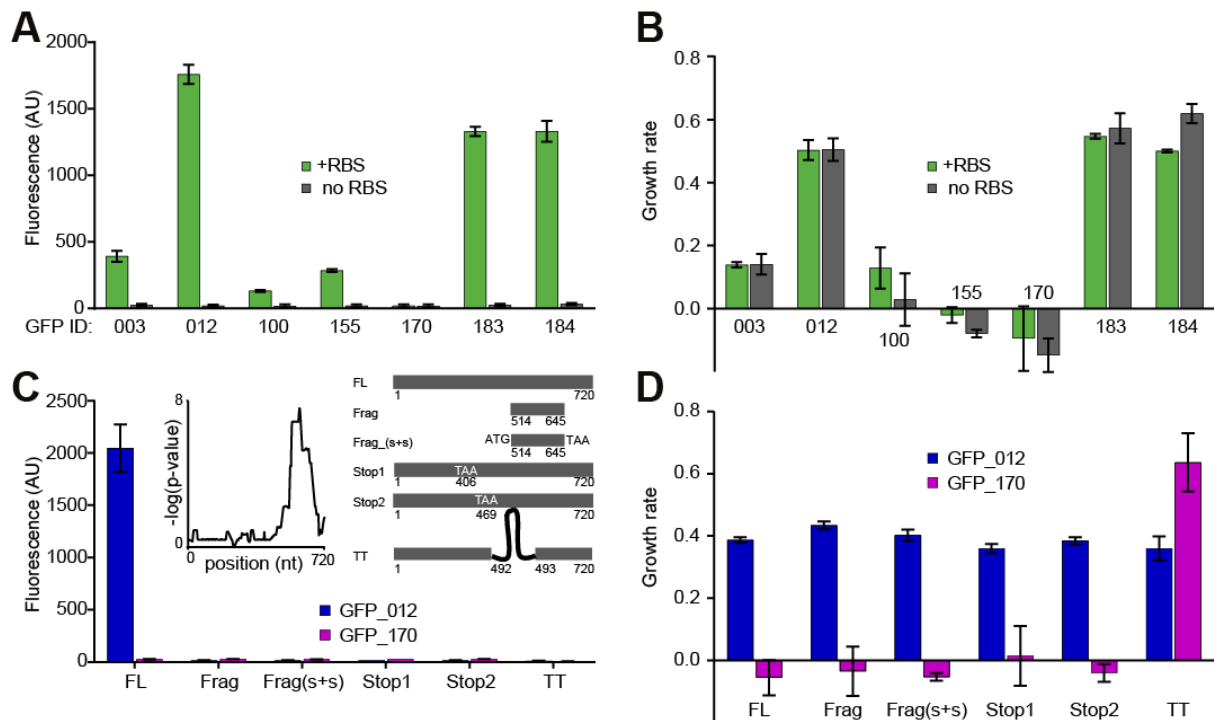 A
Fluorescence (AU)
2000
1500
1000
500
0
+RBS
no RBS
GFP ID: 003 012 100 155 170 183 184
B
Growth rate
0.8
0.6
0.4
0.2
0.0
+RBS
no RBS
155 170
003 012 183 184
100
C
Fluorescence (AU)
2500
2000
1500
1000
500
0
8
-log(p-value)
0
0 position (nt) 720
FL
1 720
Frag
514 645
Frag_(s+s) ATG TAA
514 645
Stop1 TAA
1 406 720
Stop2 TAA
1 469 720
TT
1 492 493 720
GFP_012
GFP_170
FL Frag Frag(s+s) Stop1 Stop2 TT
D
Growth rate
0.8
0.6
0.4
0.2
0.0
GFP_012
GFP_170
FL Frag Frag(s+s) Stop1 Stop2 TT